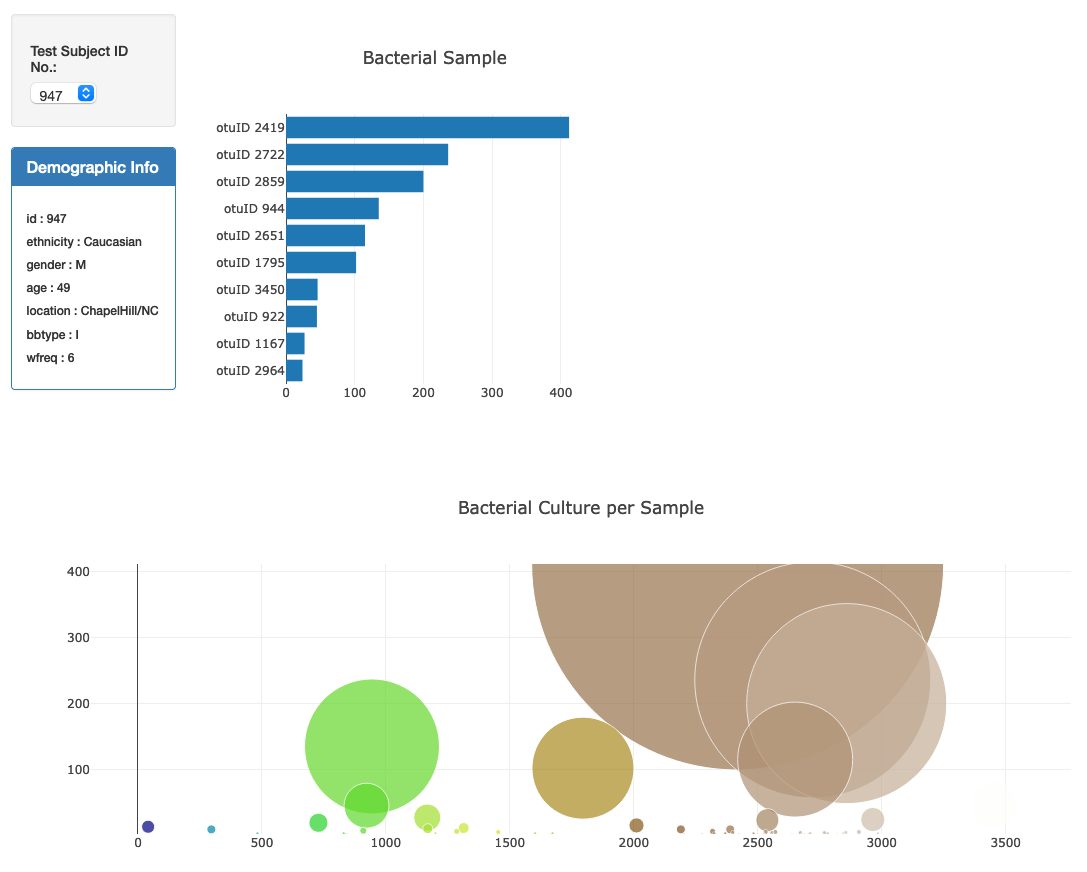 Test Subject ID
No.:
947
Demographic Info
id : 947
ethnicity : Caucasian
gender : M
age : 49
location : ChapelHill/NC
bbtype : I
wfreq : 6
Bacterial Sample
otuID 2419
otuID 2722
otuID 2859
otuID 944
otuID 2651
otuID 1795
otuID 3450
otuID 922
otuID 1167
otuID 2964
0 100 200 300 400
Bacterial Culture per Sample
400
300
200
100
0 500 1000 1500 2000 2500 3000 3500